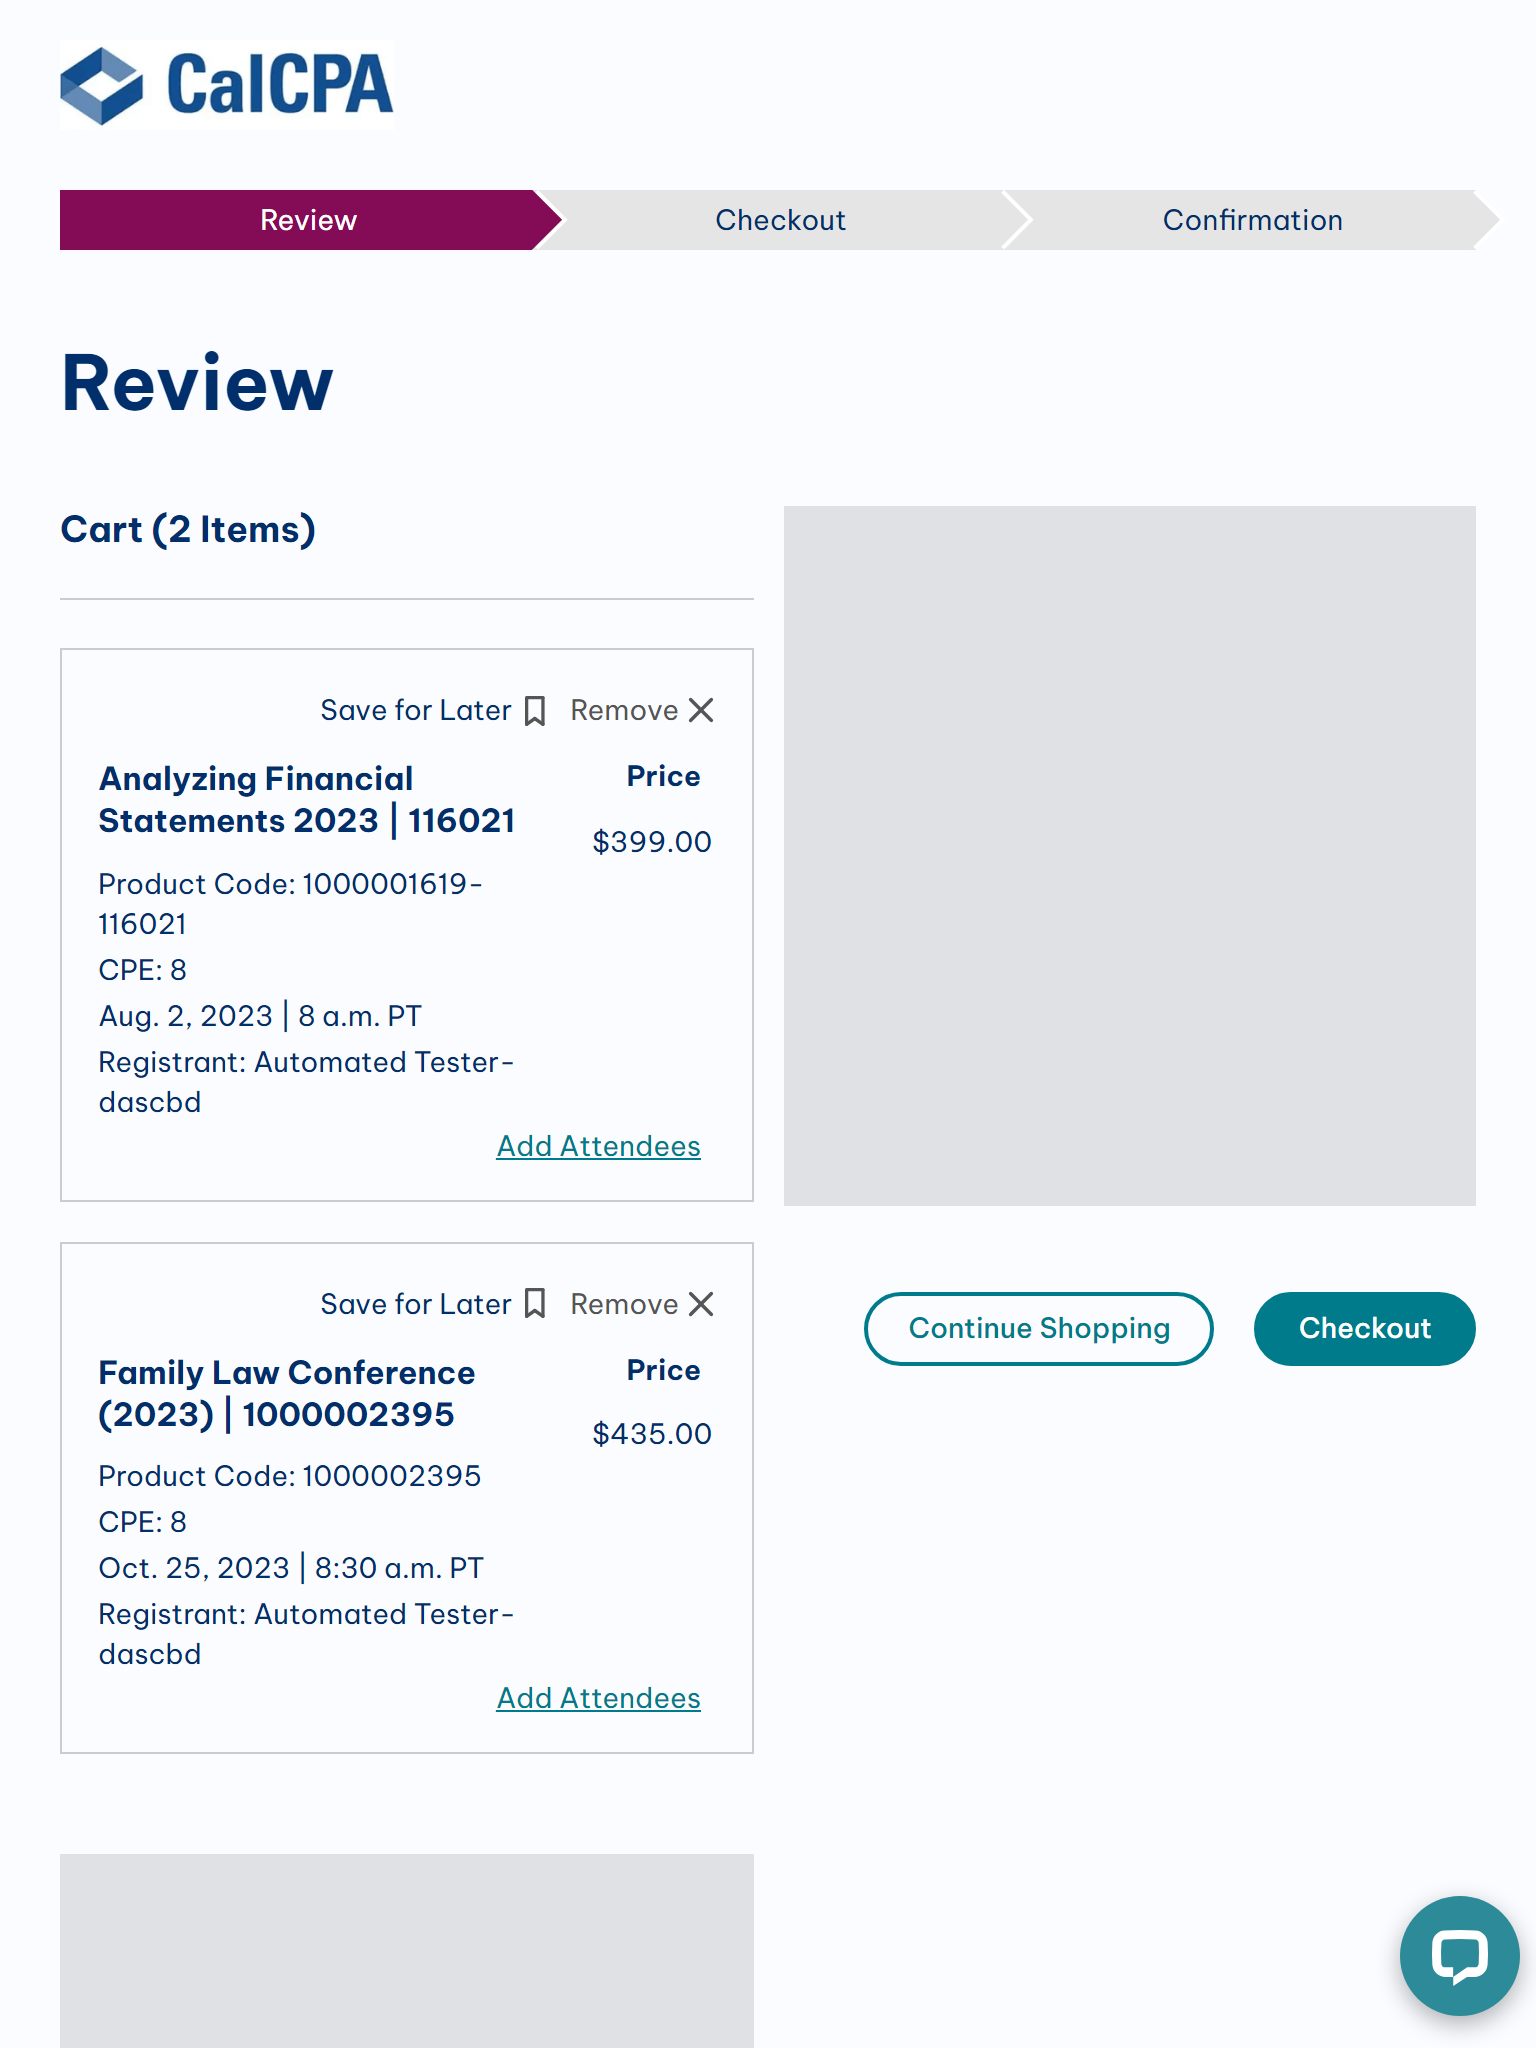 CalCPA
Review
Checkout
Confirmation
Review
Cart (2 Items)
Save for Later
Remove
Analyzing Financial
Statements 2023 | 116021
Price
$399.00
Product Code: 1000001619-
116021
CPE: 8
Aug. 2, 2023 | 8 a.m. PT
Registrant: Automated Tester-
dascbd
Add Attendees
Save for Later
Remove
Family Law Conference
(2023) | 1000002395
Price
$435.00
Product Code: 1000002395
CPE: 8
Oct. 25, 2023 | 8:30 a.m. PT
Registrant: Automated Tester-
dascbd
Add Attendees
Continue Shopping
Checkout